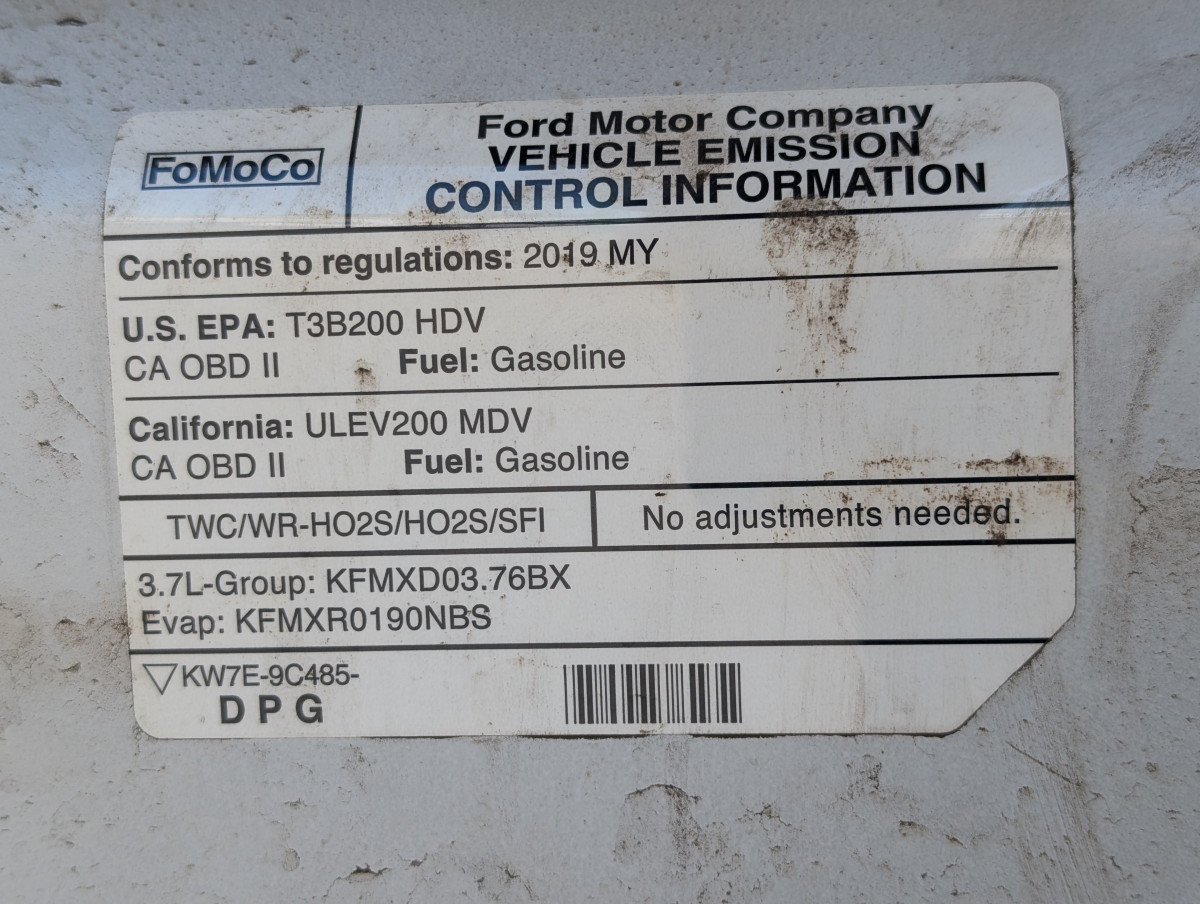 FoMoCo
Ford Motor Company
VEHICLE EMISSION
CONTROL INFORMATION
Conforms to regulations: 2019 MY
U.S. EPA: T3B200 HDV
CA OBD II Fuel: Gasoline
California: ULEV200 MDV
CA OBD II Fuel: Gasoline
TWC/WR-HO2S/HO2S/SFI
No adjustments needed.
3.7L-Group: KFMXD03.76BX
Evap: KFMXR0190NBS
KW7E-9C485-
D P G